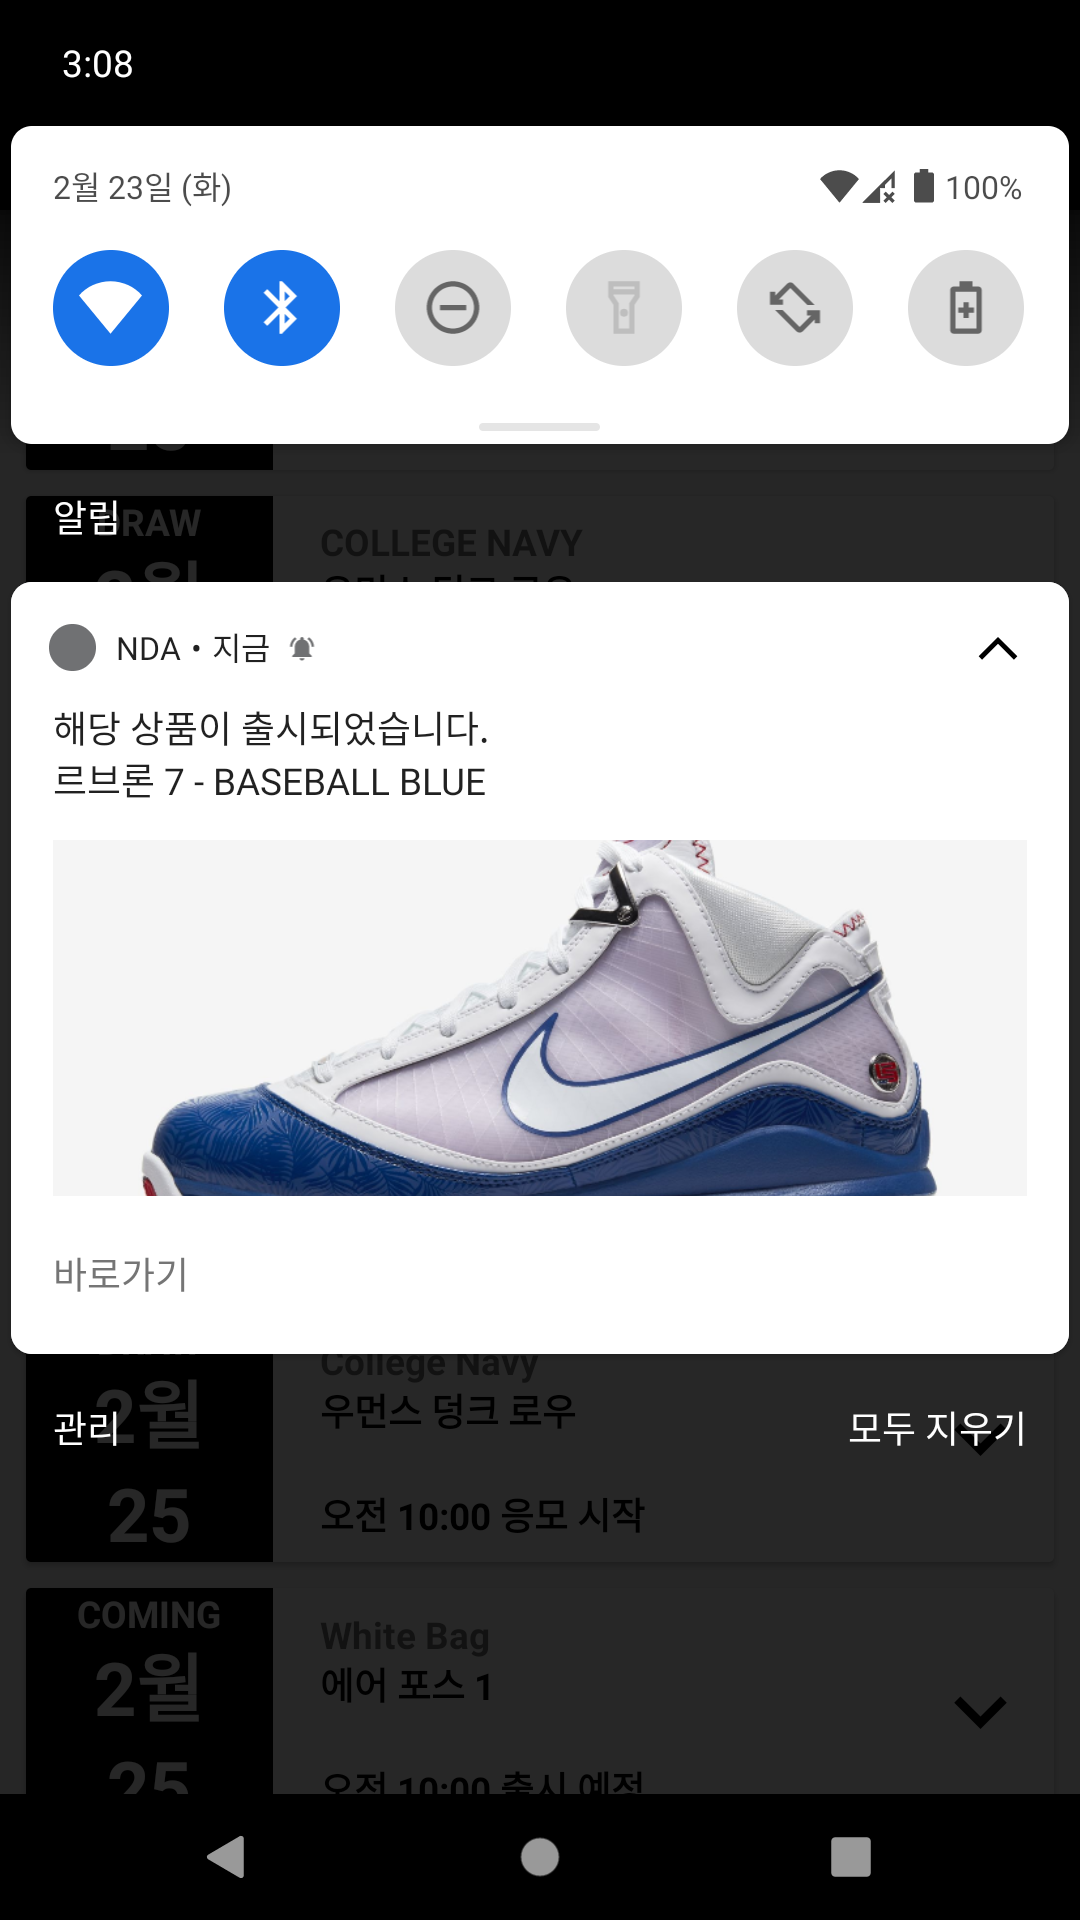 3:08
2월 23일 (화)
100%
알림
DRAW
COLLEGE NAVY
NDA • 지금
해당 상품이 출시되었습니다.
르브론 7 - BASEBALL BLUE
바로가기
College Navy
2월
우먼스 덩크 로우
관리
모두 지우기
25
오전 10:00 응모 시작
COMING
White Bag
2월
에어 포스 1
25
오전 10:00 출시 예정